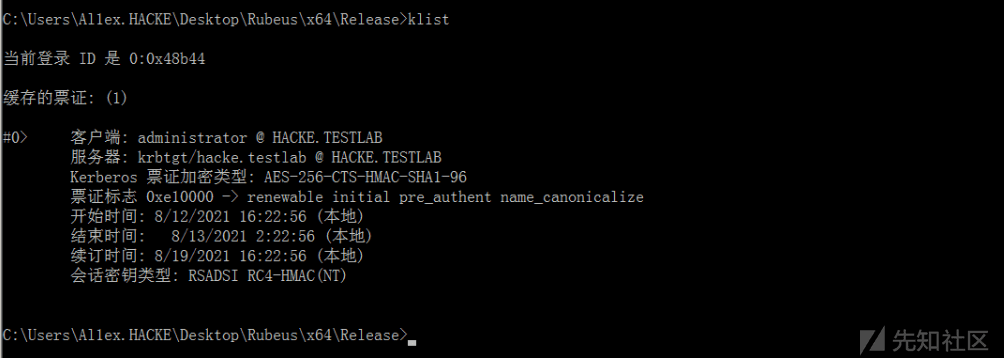 C:\Users\Allex.HACKE\Desktop\Rubeus\x64\Release>klist
当前登录 ID 是 0:0x48b44
缓存的票证: (1)
#0>     客户端: administrator @ HACKE.TESTLAB
服务器: krbtgt/hacke.testlab @ HACKE.TESTLAB
Kerberos 票证加密类型: AES-256-CTS-HMAC-SHA1-96
票证标志 0xe10000 -> renewable initial pre_authent name_canonicalize
开始时间: 8/12/2021 16:22:56 (本地)
结束时间:   8/13/2021 2:22:56 (本地)
续订时间: 8/19/2021 16:22:56 (本地)
会话密钥类型: RSADSI RC4-HMAC(NT)
C:\Users\Allex.HACKE\Desktop\Rubeus\x64\Release>
先知社区